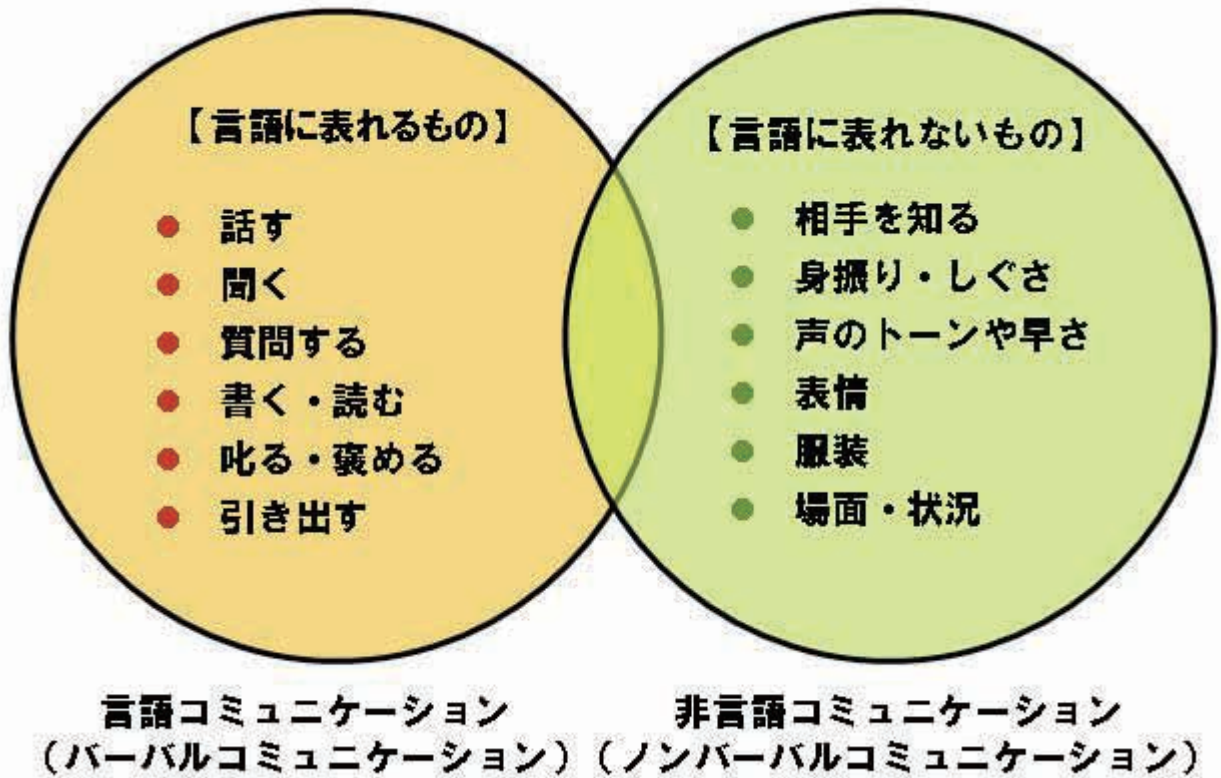 【言語に表れるもの】
● 話す
● 聞く
● 質問する
● 書く・読む
● 叱る・褒める
● 引き出す
言語コミュニケーション
（バーバルコミュニケーション）
【言語に表れないもの】
● 相手を知る
● 身振り・しぐさ
● 声のトーンや早さ
● 表情
● 服装
● 場面・状況
非言語コミュニケーション
（ノンバーバルコミュニケーション）